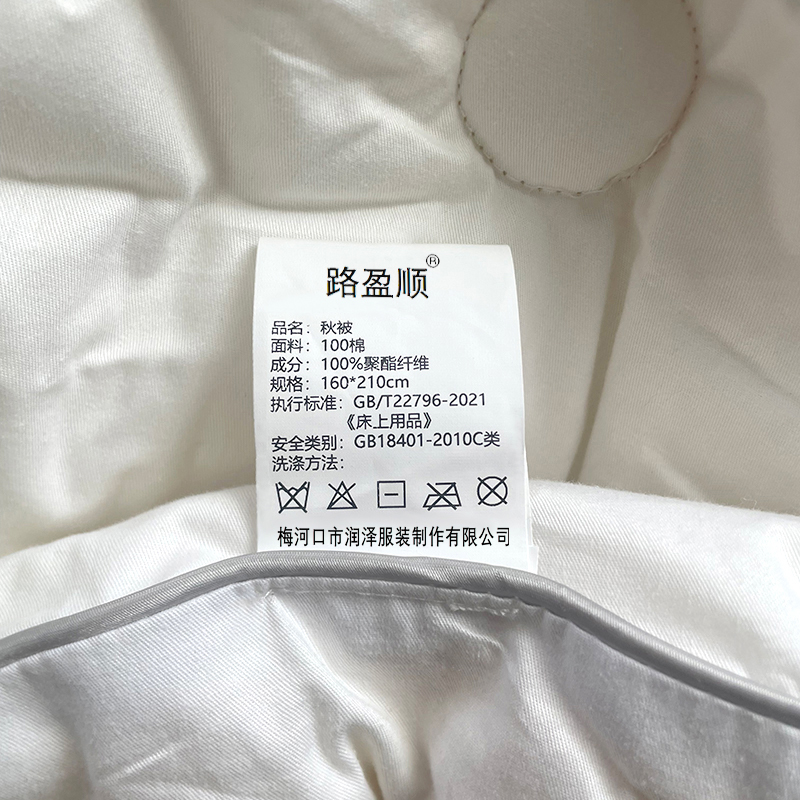 路盈顺®
品名：秋被
面料：100棉
成分：100%聚酯纤维
规格：160*210cm
执行标准：GB/T22796-2021
《床上用品》
安全类别：GB18401-2010C类
洗涤方法：
梅河口市润泽服装制作有限公司